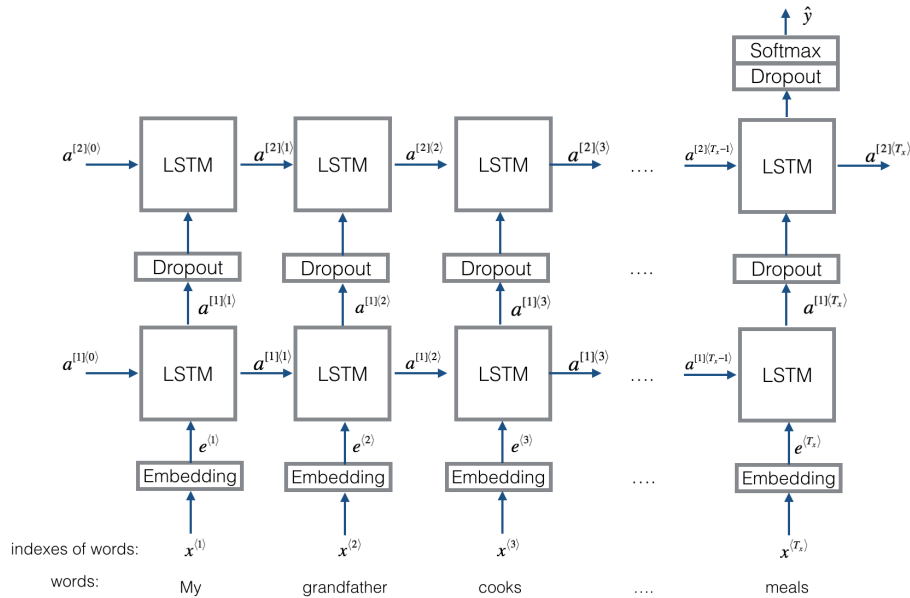 ŷ
Softmax
Dropout
a[2]⟨0⟩ LSTM a[2]⟨1⟩ LSTM a[2]⟨2⟩ LSTM a[2]⟨3⟩ .... a[2]⟨Tx−1⟩ LSTM a[2]⟨Tx⟩
Dropout Dropout Dropout .... Dropout
a[1]⟨1⟩ a[1]⟨2⟩ a[1]⟨3⟩ a[1]⟨Tx⟩
a[1]⟨0⟩ LSTM a[1]⟨1⟩ LSTM a[1]⟨2⟩ LSTM a[1]⟨3⟩ .... a[1]⟨Tx−1⟩ LSTM
e⟨1⟩ e⟨2⟩ e⟨3⟩ e⟨Tx⟩
Embedding Embedding Embedding .... Embedding
indexes of words: x⟨1⟩ x⟨2⟩ x⟨3⟩ x⟨Tx⟩
words: My grandfather cooks .... meals